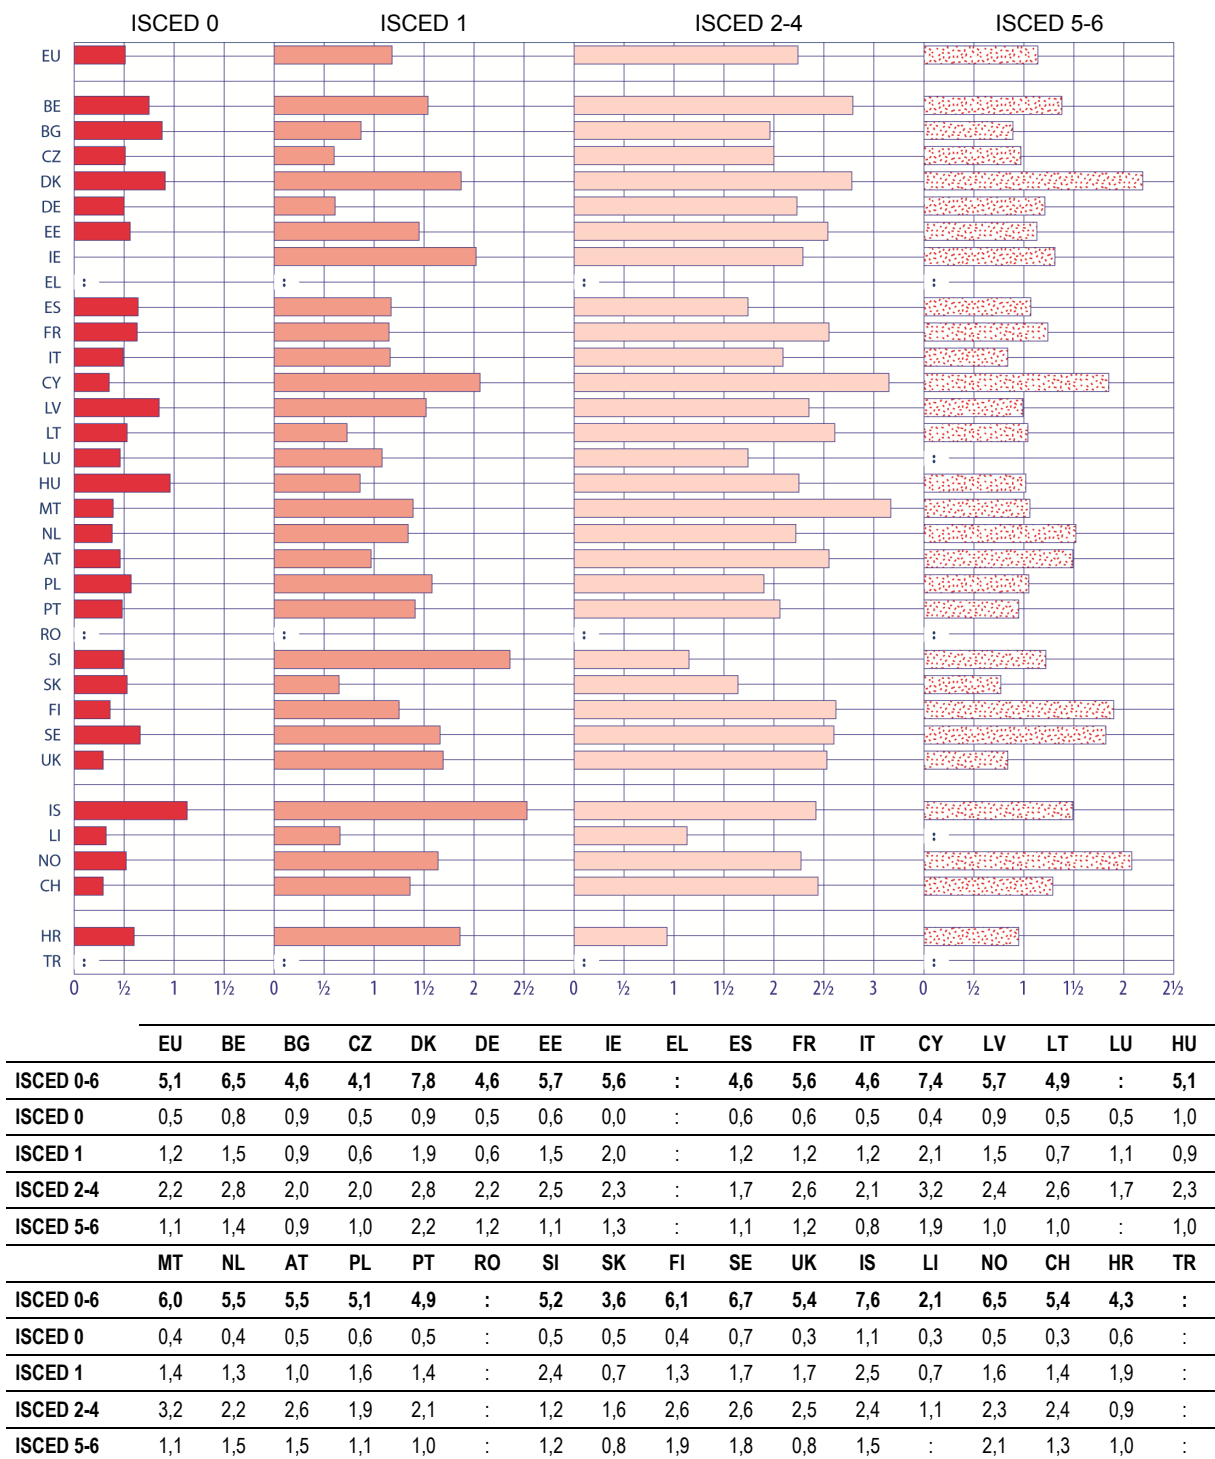 ISCED 0 ISCED 1 ISCED 2-4 ISCED 5-6
EU
BE
BG
CZ
DK
DE
EE
IE
EL : : : :
ES
FR
IT
CY
LV
LT
LU :
HU
MT
NL
AT
PL
PT
RO : : : :
SI
SK
FI
SE
UK
IS
LI :
NO
CH
HR
TR : : : :
0 ½ 1 1½ 0 ½ 1 1½ 2 2½ 0 ½ 1 1½ 2 2½ 3 0 ½ 1 1½ 2 2½
EU BE BG CZ DK DE EE IE EL ES FR IT CY LV LT LU HU
ISCED 0-6 5,1 6,5 4,6 4,1 7,8 4,6 5,7 5,6 : 4,6 5,6 4,6 7,4 5,7 4,9 : 5,1
ISCED 0 0,5 0,8 0,9 0,5 0,9 0,5 0,6 0,0 : 0,6 0,6 0,5 0,4 0,9 0,5 0,5 1,0
ISCED 1 1,2 1,5 0,9 0,6 1,9 0,6 1,5 2,0 : 1,2 1,2 1,2 2,1 1,5 0,7 1,1 0,9
ISCED 2-4 2,2 2,8 2,0 2,0 2,8 2,2 2,5 2,3 : 1,7 2,6 2,1 3,2 2,4 2,6 1,7 2,3
ISCED 5-6 1,1 1,4 0,9 1,0 2,2 1,2 1,1 1,3 : 1,1 1,2 0,8 1,9 1,0 1,0 : 1,0
MT NL AT PL PT RO SI SK FI SE UK IS LI NO CH HR TR
ISCED 0-6 6,0 5,5 5,5 5,1 4,9 : 5,2 3,6 6,1 6,7 5,4 7,6 2,1 6,5 5,4 4,3 :
ISCED 0 0,4 0,4 0,5 0,6 0,5 : 0,5 0,5 0,4 0,7 0,3 1,1 0,3 0,5 0,3 0,6 :
ISCED 1 1,4 1,3 1,0 1,6 1,4 : 2,4 0,7 1,3 1,7 1,7 2,5 0,7 1,6 1,4 1,9 :
ISCED 2-4 3,2 2,2 2,6 1,9 2,1 : 1,2 1,6 2,6 2,6 2,5 2,4 1,1 2,3 2,4 0,9 :
ISCED 5-6 1,1 1,5 1,5 1,1 1,0 : 1,2 0,8 1,9 1,8 0,8 1,5 : 2,1 1,3 1,0 :